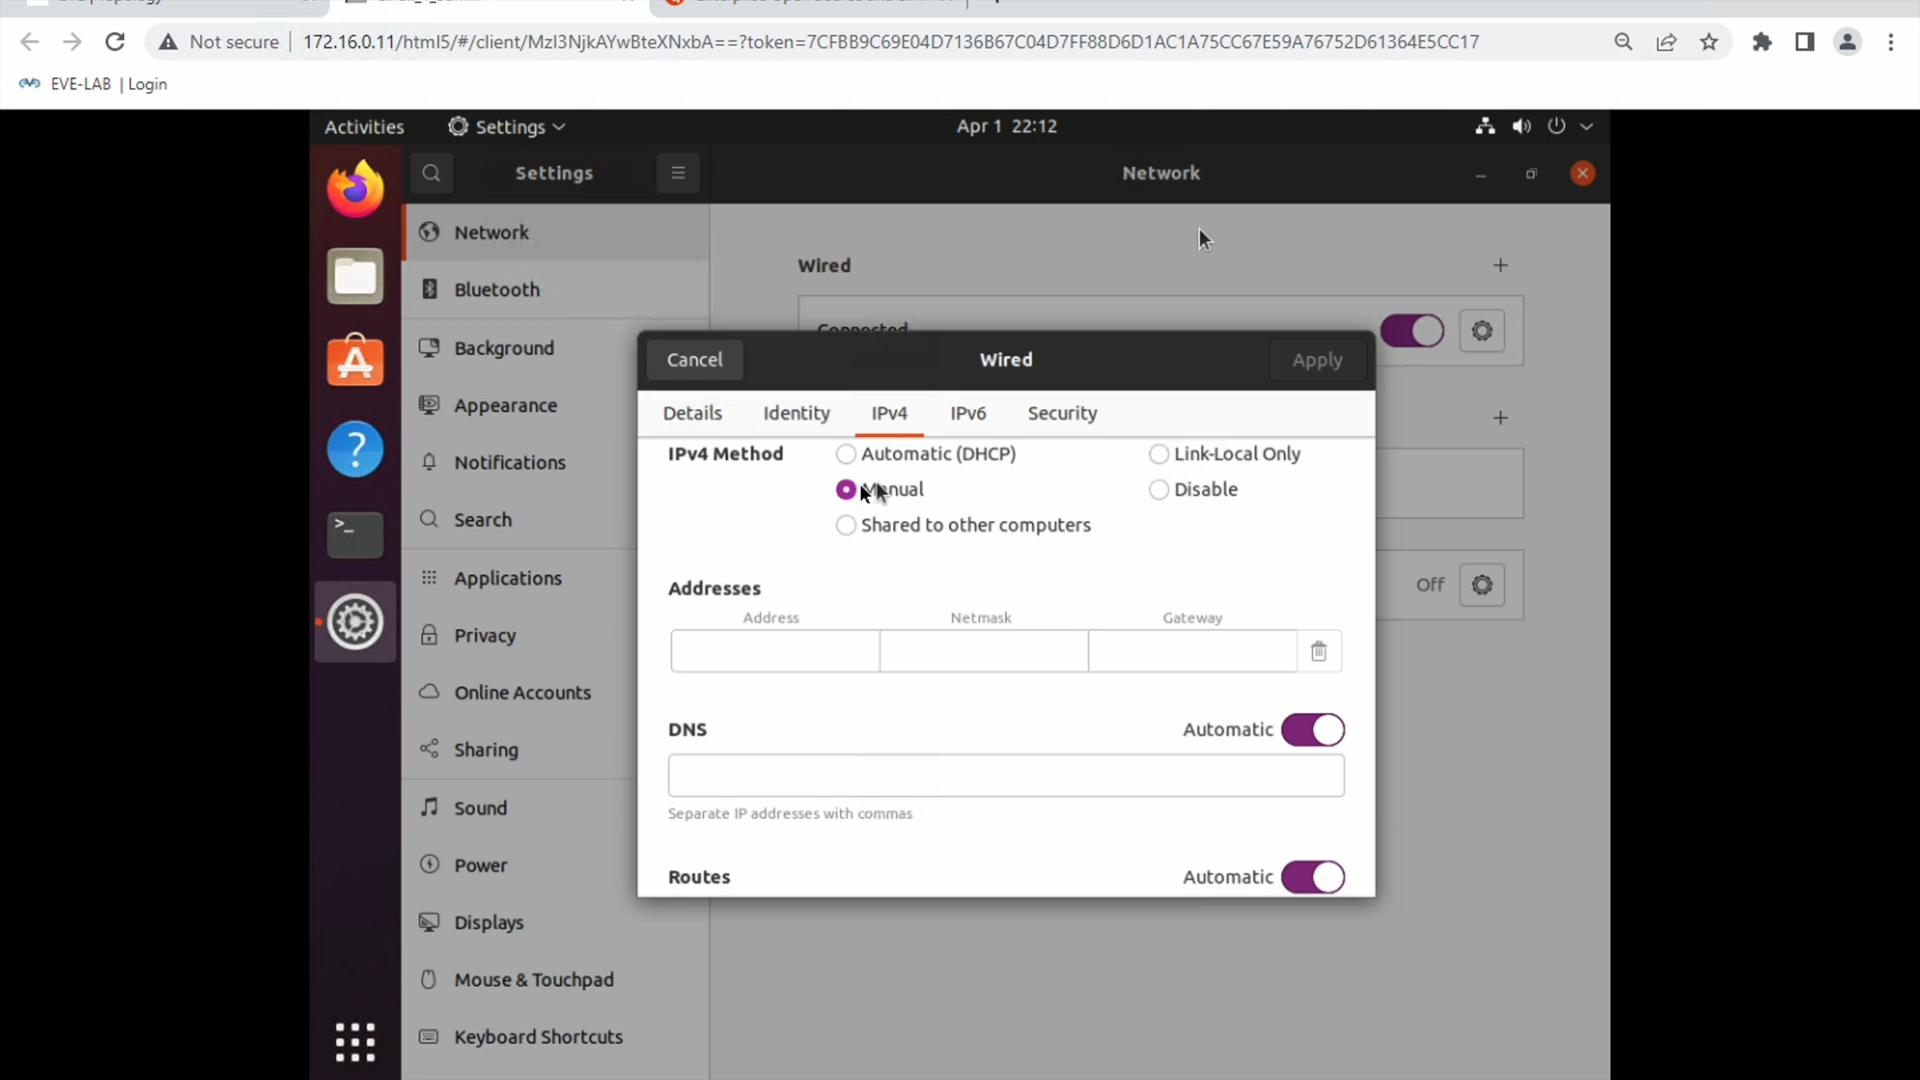 Not secure
172.16.0.11/html5/#/client/MzI3NjkAYwBteXNxbA==?token=7CFBB9C69E04D7136B67C04D7FF88D6D1AC1A75CC67E59A76752D61364E5CC17
EVE-LAB | Login
Activities
Settings
Apr 1 22:12
Settings
Network
Network
Bluetooth
Background
Appearance
Notifications
Search
Applications
Privacy
Online Accounts
Sharing
Sound
Power
Displays
Mouse & Touchpad
Keyboard Shortcuts
Wired
Connected
Off
Cancel
Wired
Apply
Details
Identity
IPv4
IPv6
Security
IPv4 Method
Automatic (DHCP)
Link-Local Only
Manual
Disable
Shared to other computers
Addresses
Address
Netmask
Gateway
DNS
Automatic
Separate IP addresses with commas
Routes
Automatic